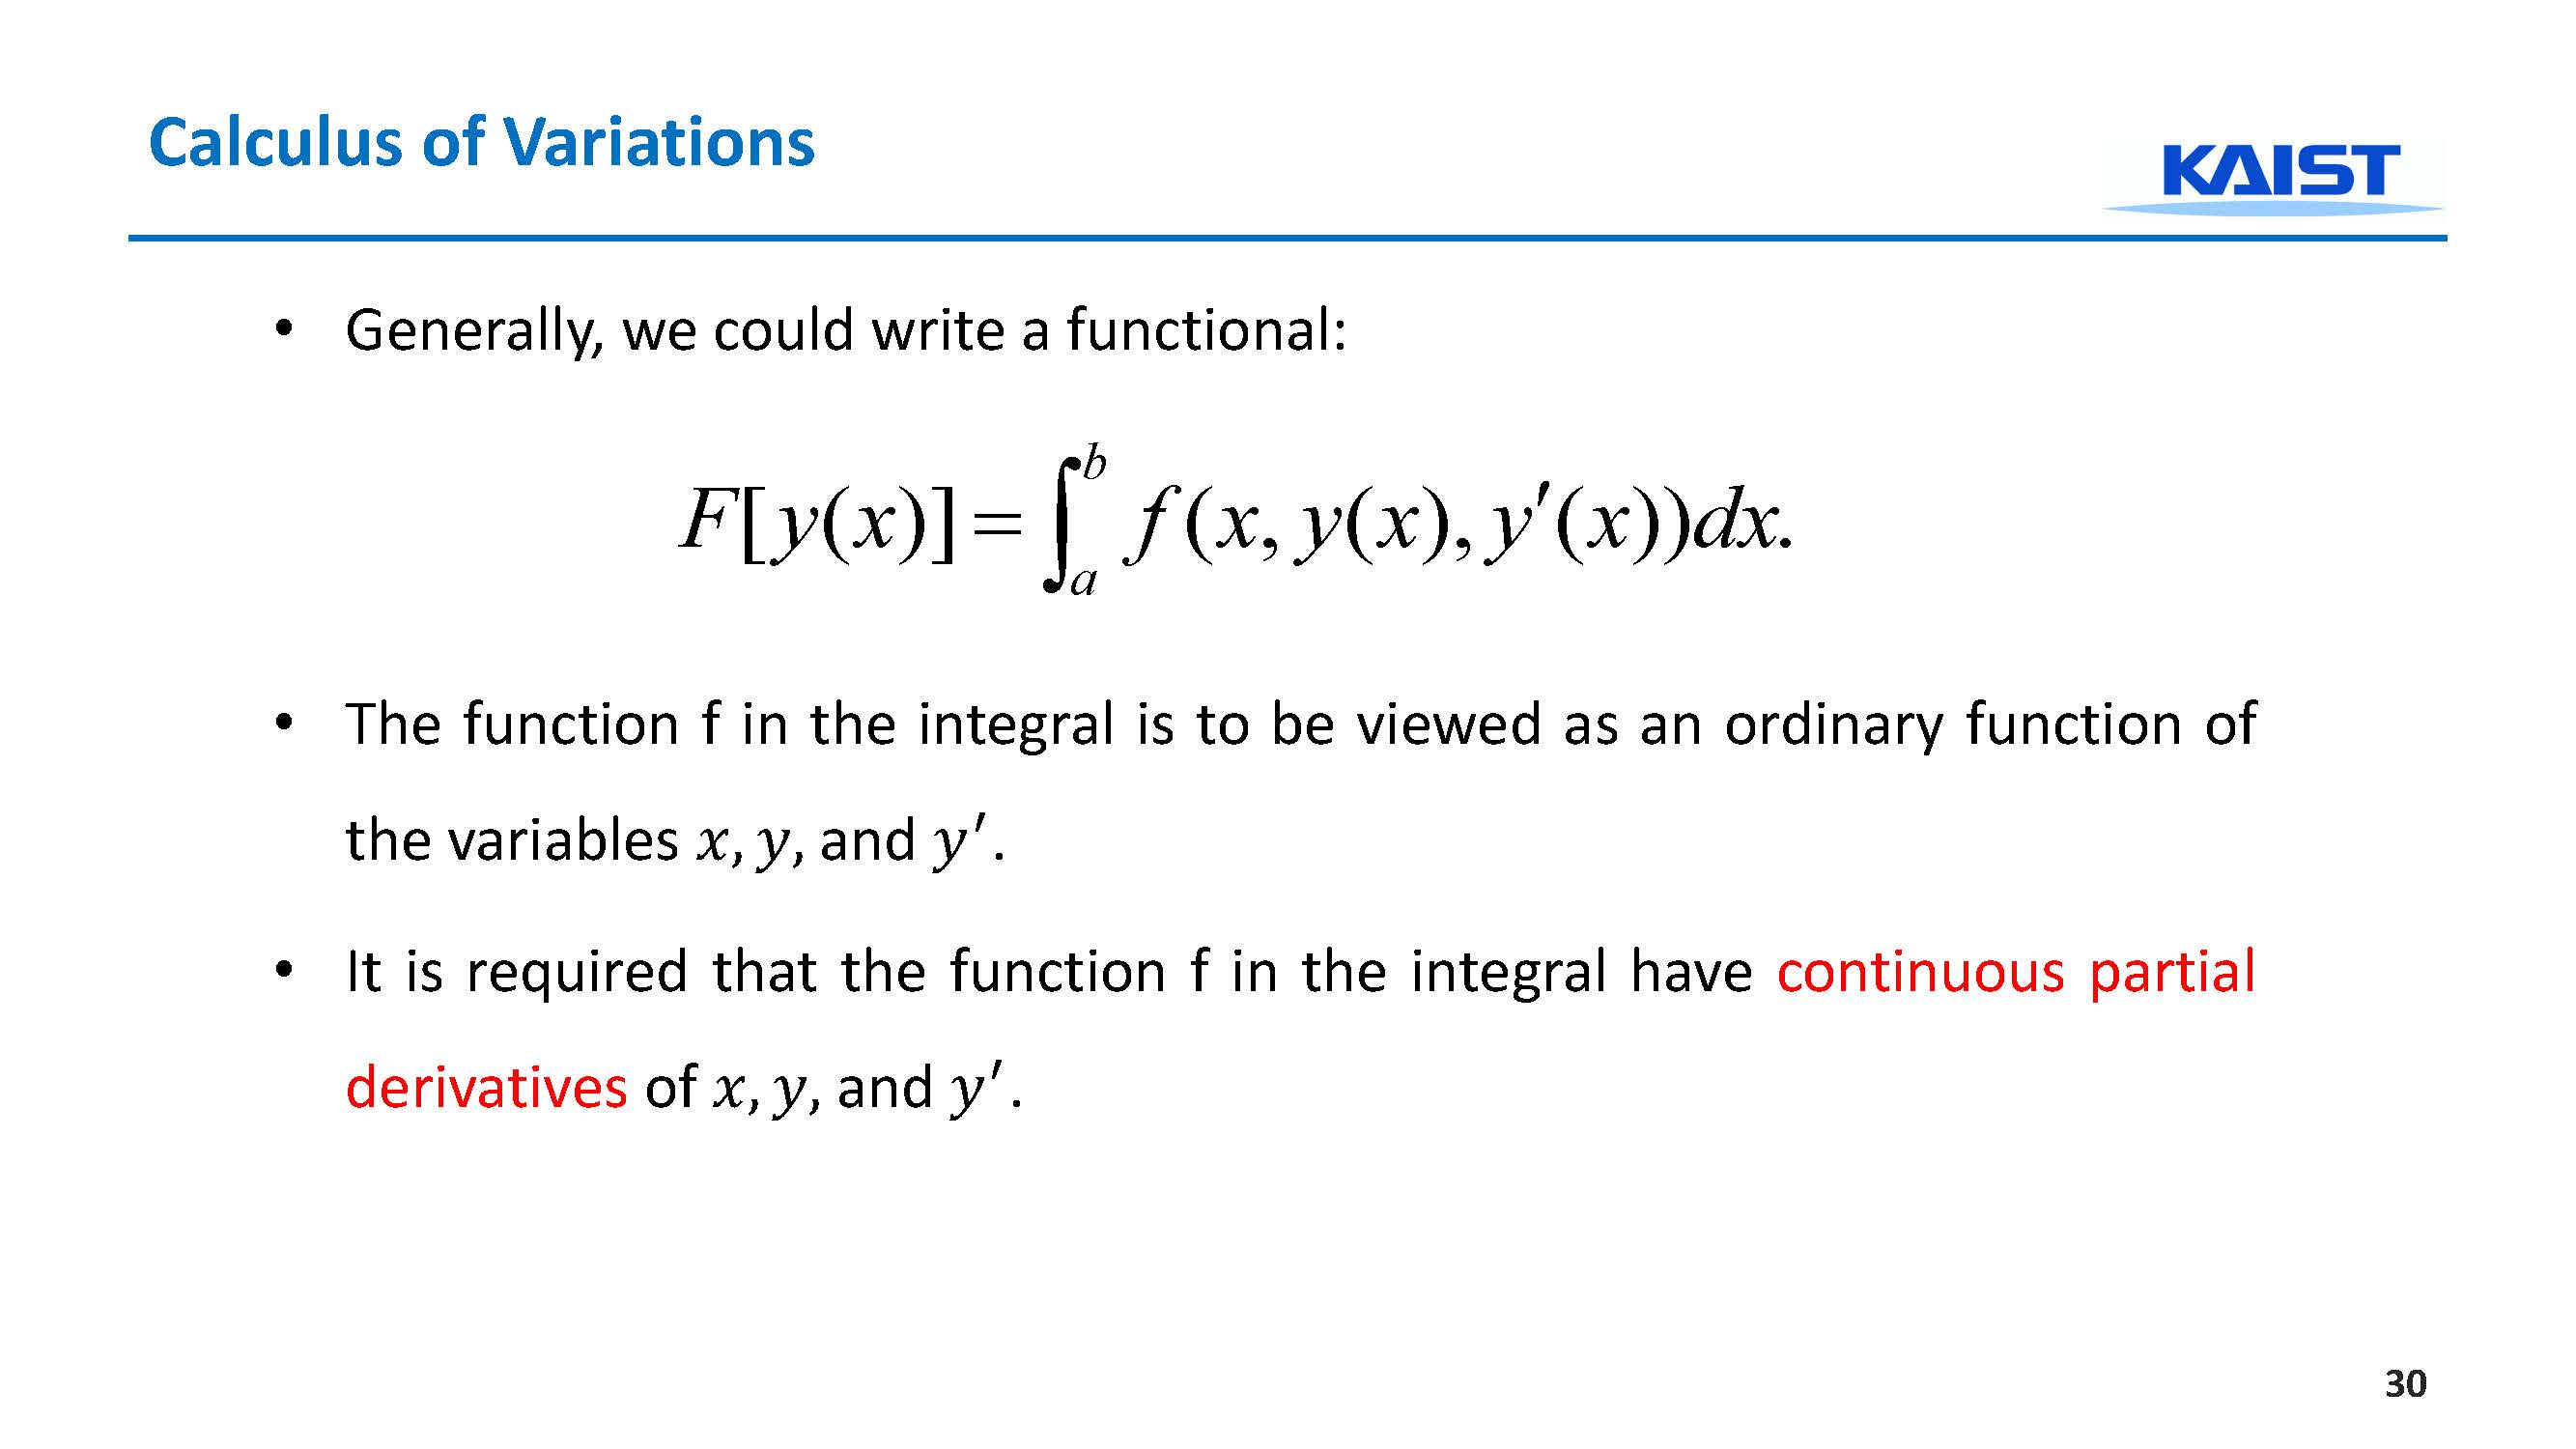 Calculus of Variations
KAIST
• Generally, we could write a functional:
F[y(x)] = ∫_a^b f(x, y(x), y′(x))dx.
• The function f in the integral is to be viewed as an ordinary function of
the variables x, y, and y′.
• It is required that the function f in the integral have continuous partial
derivatives of x, y, and y′.
30